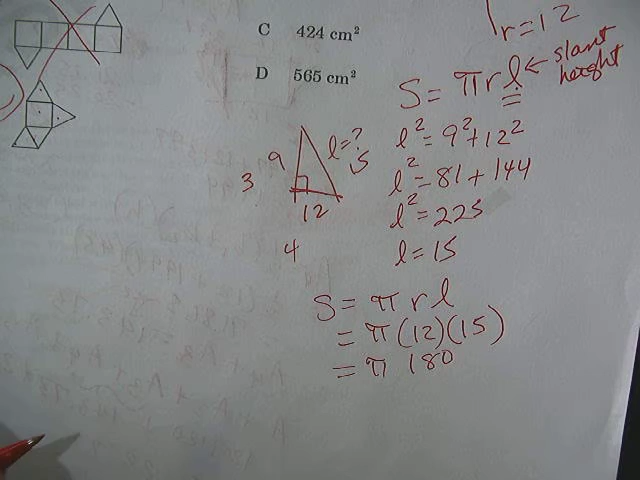 r=12
C 424 cm²
D 565 cm²
S = πrl ← slant height
l² = 9²+12²
l² = 81 + 144
l² = 225
l = 15
9
l=?
15
3
12
4
S = π r l
= π (12)(15)
= π 180